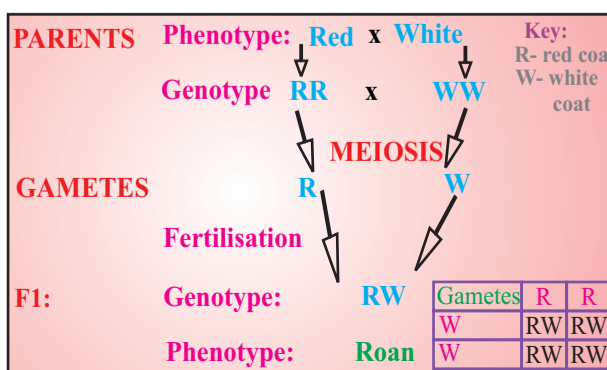 PARENTS Phenotype: Red x White
Key:
R- red coa
W- white
coat
Genotype RR x WW
MEIOSIS
GAMETES R W
Fertilisation
F1: Genotype: RW
Gametes R R
W RW RW
W RW RW
Phenotype: Roan